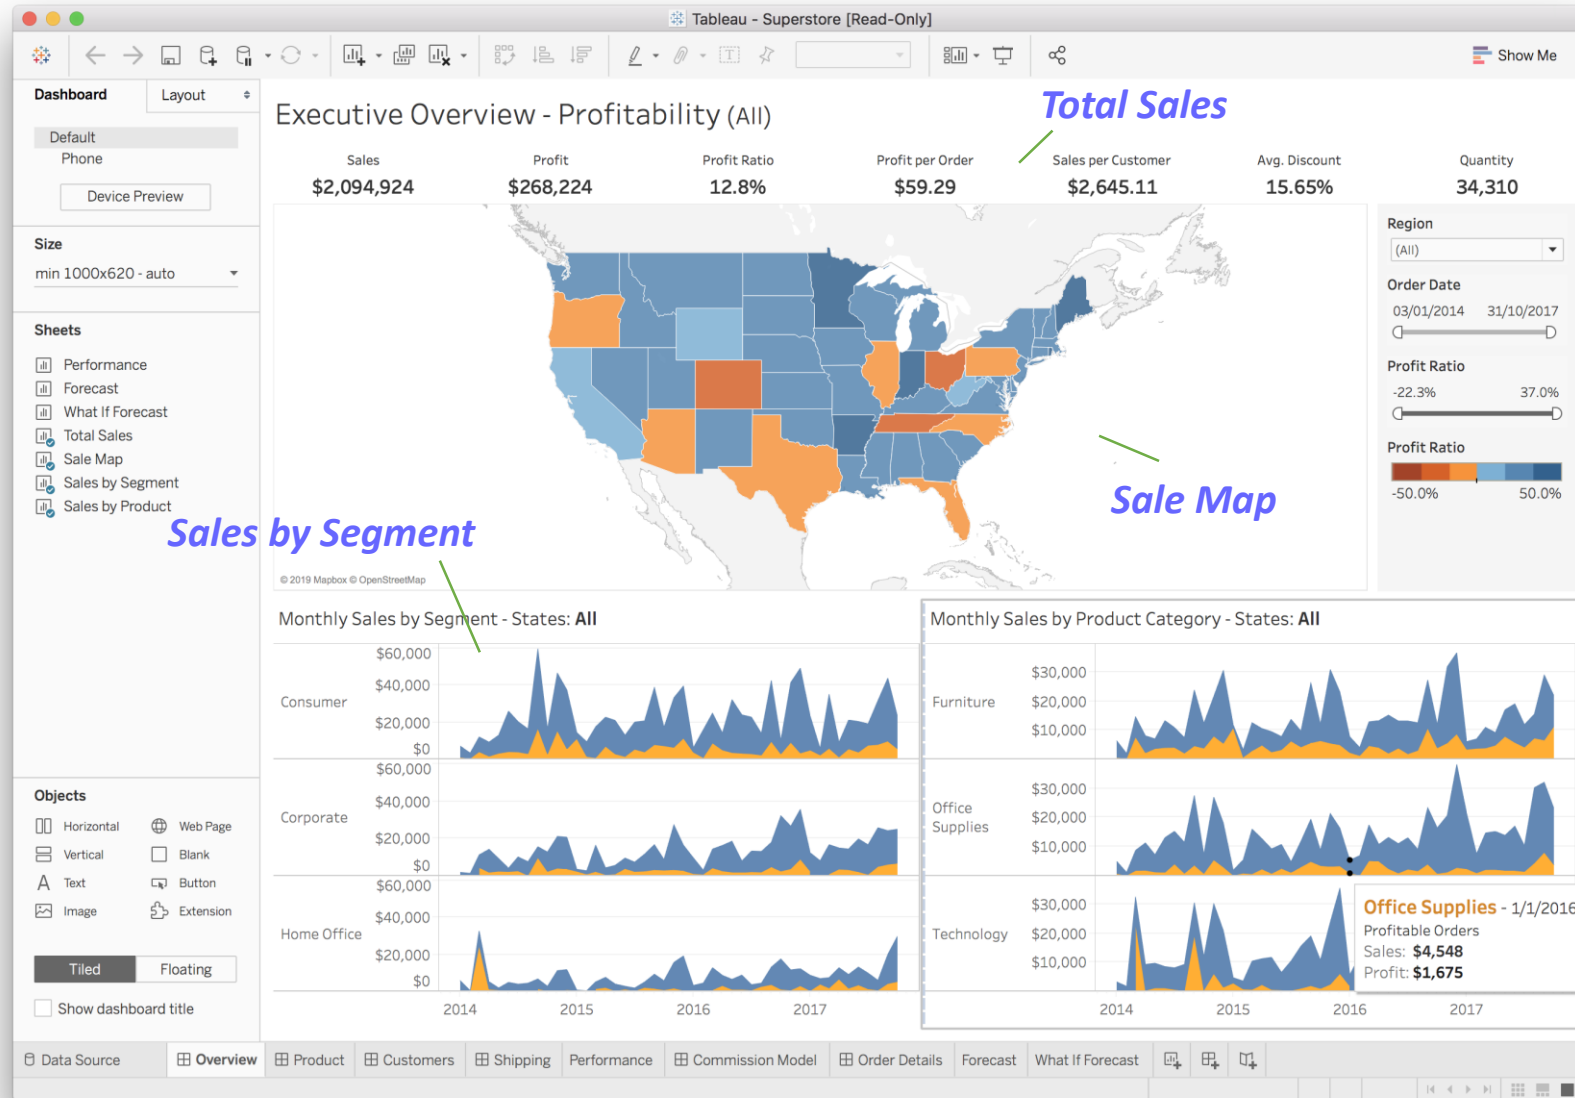 Tableau - Superstore [Read-Only]
Show Me
Dashboard
Layout
Default
Phone
Device Preview
Size
min 1000x620 - auto
Sheets
Performance
Forecast
What If Forecast
Total Sales
Sale Map
Sales by Segment
Sales by Product
Objects
Horizontal Web Page
Vertical Blank
Text Button
Image Extension
Tiled Floating
Show dashboard title
Executive Overview - Profitability (All)
Total Sales
Sales Profit Profit Ratio Profit per Order Sales per Customer Avg. Discount Quantity
$2,094,924 $268,224 12.8% $59.29 $2,645.11 15.65% 34,310
Sale Map
Sales by Segment
© 2019 Mapbox © OpenStreetMap
Region
(All)
Order Date
03/01/2014 31/10/2017
Profit Ratio
-22.3% 37.0%
Profit Ratio
-50.0% 50.0%
Monthly Sales by Segment - States: All
Consumer
$60,000
$40,000
$20,000
$0
Corporate
$60,000
$40,000
$20,000
$0
Home Office
$60,000
$40,000
$20,000
$0
2014 2015 2016 2017
Monthly Sales by Product Category - States: All
Furniture
$30,000
$20,000
$10,000
Office
Supplies
$30,000
$20,000
$10,000
Technology
$30,000
$20,000
$10,000
2014 2015 2016 2017
Office Supplies - 1/1/2016
Profitable Orders
Sales: $4,548
Profit: $1,675
Data Source Overview Product Customers Shipping Performance Commission Model Order Details Forecast What If Forecast